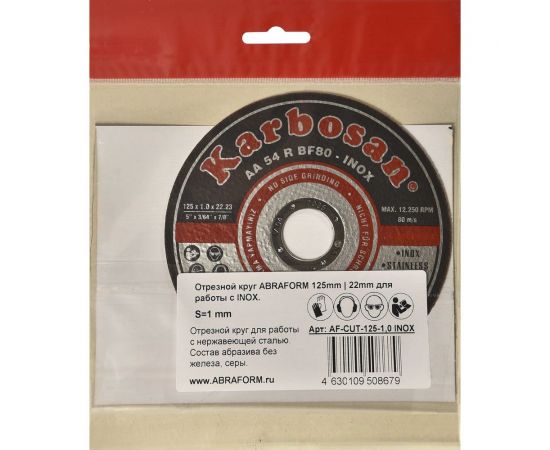 Karbosan®
AA 54 R BF80 · INOX
NO SIDE GRINDING
125 x 1.0 x 22.23
5" x 3/64" x 7/8"
MAX. 12.250 RPM
80 m/s
• INOX
• STAINLESS
YAPMAYINIZ
NICHT FÜR
Отрезной круг ABRAFORM 125mm | 22mm для
работы с INOX.
S=1 mm
Отрезной круг для работы
с нержавеющей сталью.
Состав абразива без
железа, серы.
www.ABRAFORM.ru
Арт: AF-CUT-125-1.0 INOX
4 630109 508679